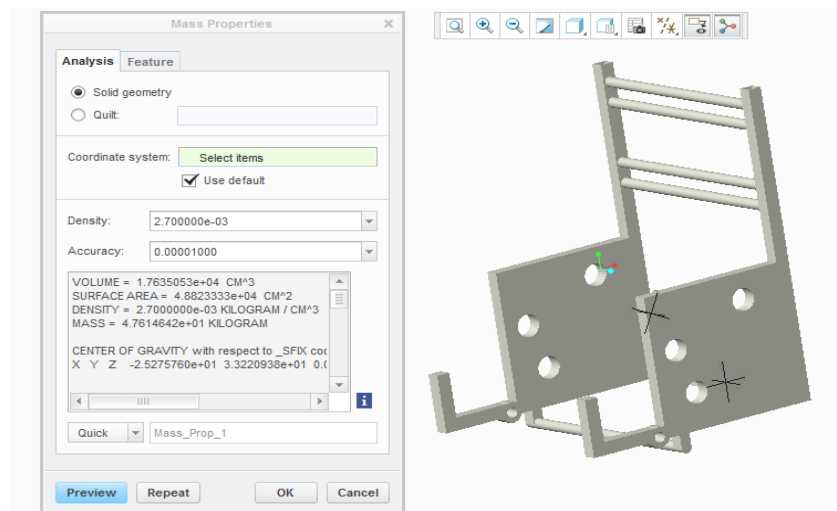 Mass Properties
Analysis Feature
Solid geometry
Quilt:
Coordinate system: Select items
Use default
Density: 2.700000e-03
Accuracy: 0.00001000
VOLUME = 1.7635053e+04 CM^3
SURFACE AREA = 4.8823333e+04 CM^2
DENSITY = 2.7000000e-03 KILOGRAM / CM^3
MASS = 4.7614642e+01 KILOGRAM
CENTER OF GRAVITY with respect to _SFIX coo
X Y Z -2.5275760e+01 3.3220938e+01 0.0
Quick Mass_Prop_1
Preview Repeat OK Cancel